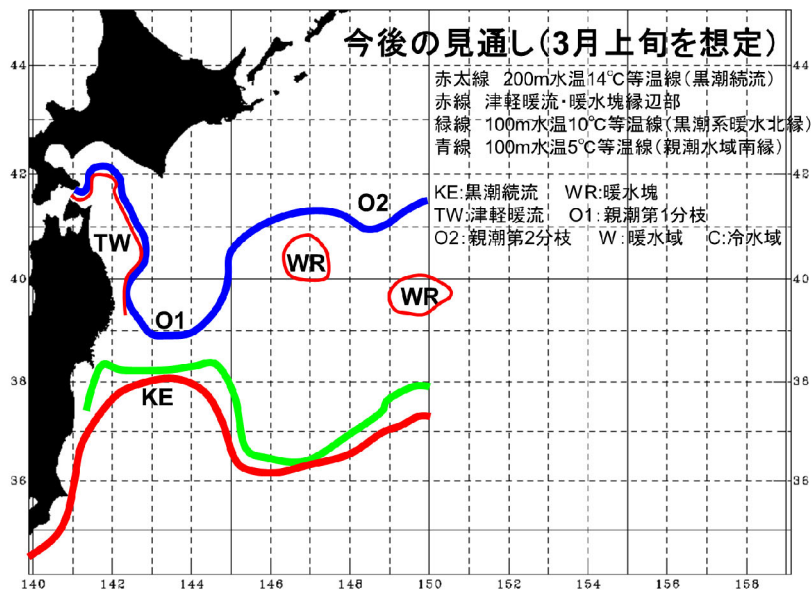 今後の見通し(3月上旬を想定)
44
44
赤太線 200m水温14℃等温線(黒潮続流)
赤線 津軽暖流・暖水塊縁辺部
緑線 100m水温10℃等温線(黒潮系暖水北縁)
青線 100m水温5℃等温線(親潮水域南縁)
42
42
KE:黒潮続流 WR:暖水塊
TW:津軽暖流 O1:親潮第1分枝
O2:親潮第2分枝 W:暖水域 C:冷水域
O2
TW
WR
40
40
WR
O1
38
38
KE
36
36
140 142 144 146 148 150 152 154 156 158